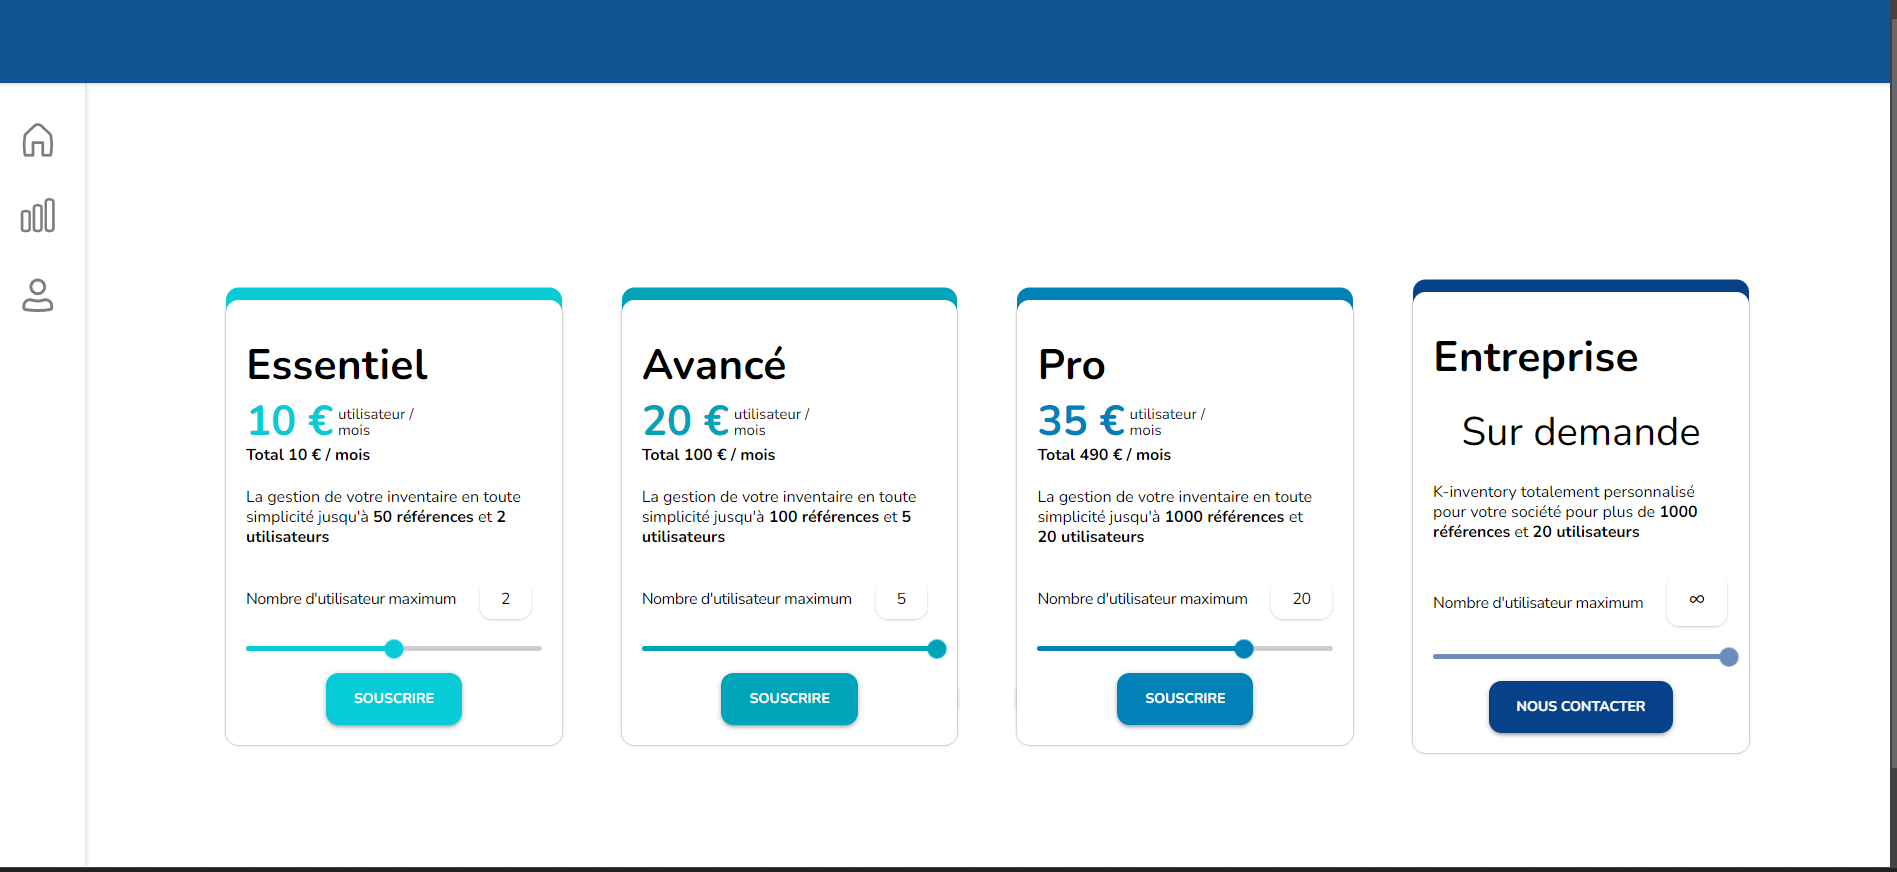 Essentiel
10 € utilisateur /
mois
Total 10 € / mois
La gestion de votre inventaire en toute
simplicité jusqu'à 50 références et 2
utilisateurs
Nombre d'utilisateur maximum 2
SOUSCRIRE
Avancé
20 € utilisateur /
mois
Total 100 € / mois
La gestion de votre inventaire en toute
simplicité jusqu'à 100 références et 5
utilisateurs
Nombre d'utilisateur maximum 5
SOUSCRIRE
Pro
35 € utilisateur /
mois
Total 490 € / mois
La gestion de votre inventaire en toute
simplicité jusqu'à 1000 références et
20 utilisateurs
Nombre d'utilisateur maximum 20
SOUSCRIRE
Entreprise
Sur demande
K-inventory totalement personnalisé
pour votre société pour plus de 1000
références et 20 utilisateurs
Nombre d'utilisateur maximum ∞
NOUS CONTACTER